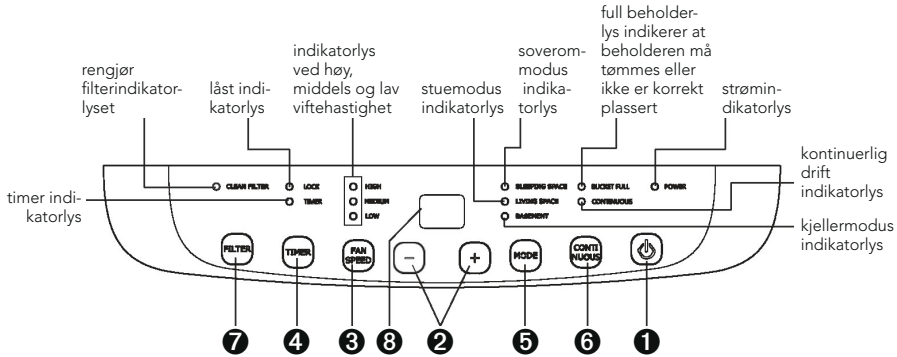 rengjør
filterindikator-
lyset
låst indi-
katorlys
indikatorlys
ved høy,
middels og lav
viftehastighet
stuemodus
indikatorlys
soverom-
modus
indika-
torlys
full beholder-
lys indikerer at
beholderen må
tømmes eller
ikke er korrekt
plassert
strømin-
dikatorlys
kontinuerlig
drift
indikatorlys
kjellermodus
indikatorlys
timer indi-
katorlys
CLEAN FILTER
LOCK
TIMER
HIGH
MEDIUM
LOW
SLEEPING SPACE
LIVING SPACE
BASEMENT
BUCKET FULL
CONTINUOUS
POWER
FILTER
TIMER
FAN
SPEED
−
+
MODE
CONTI
NUOUS
7
4
3
8
2
5
6
1